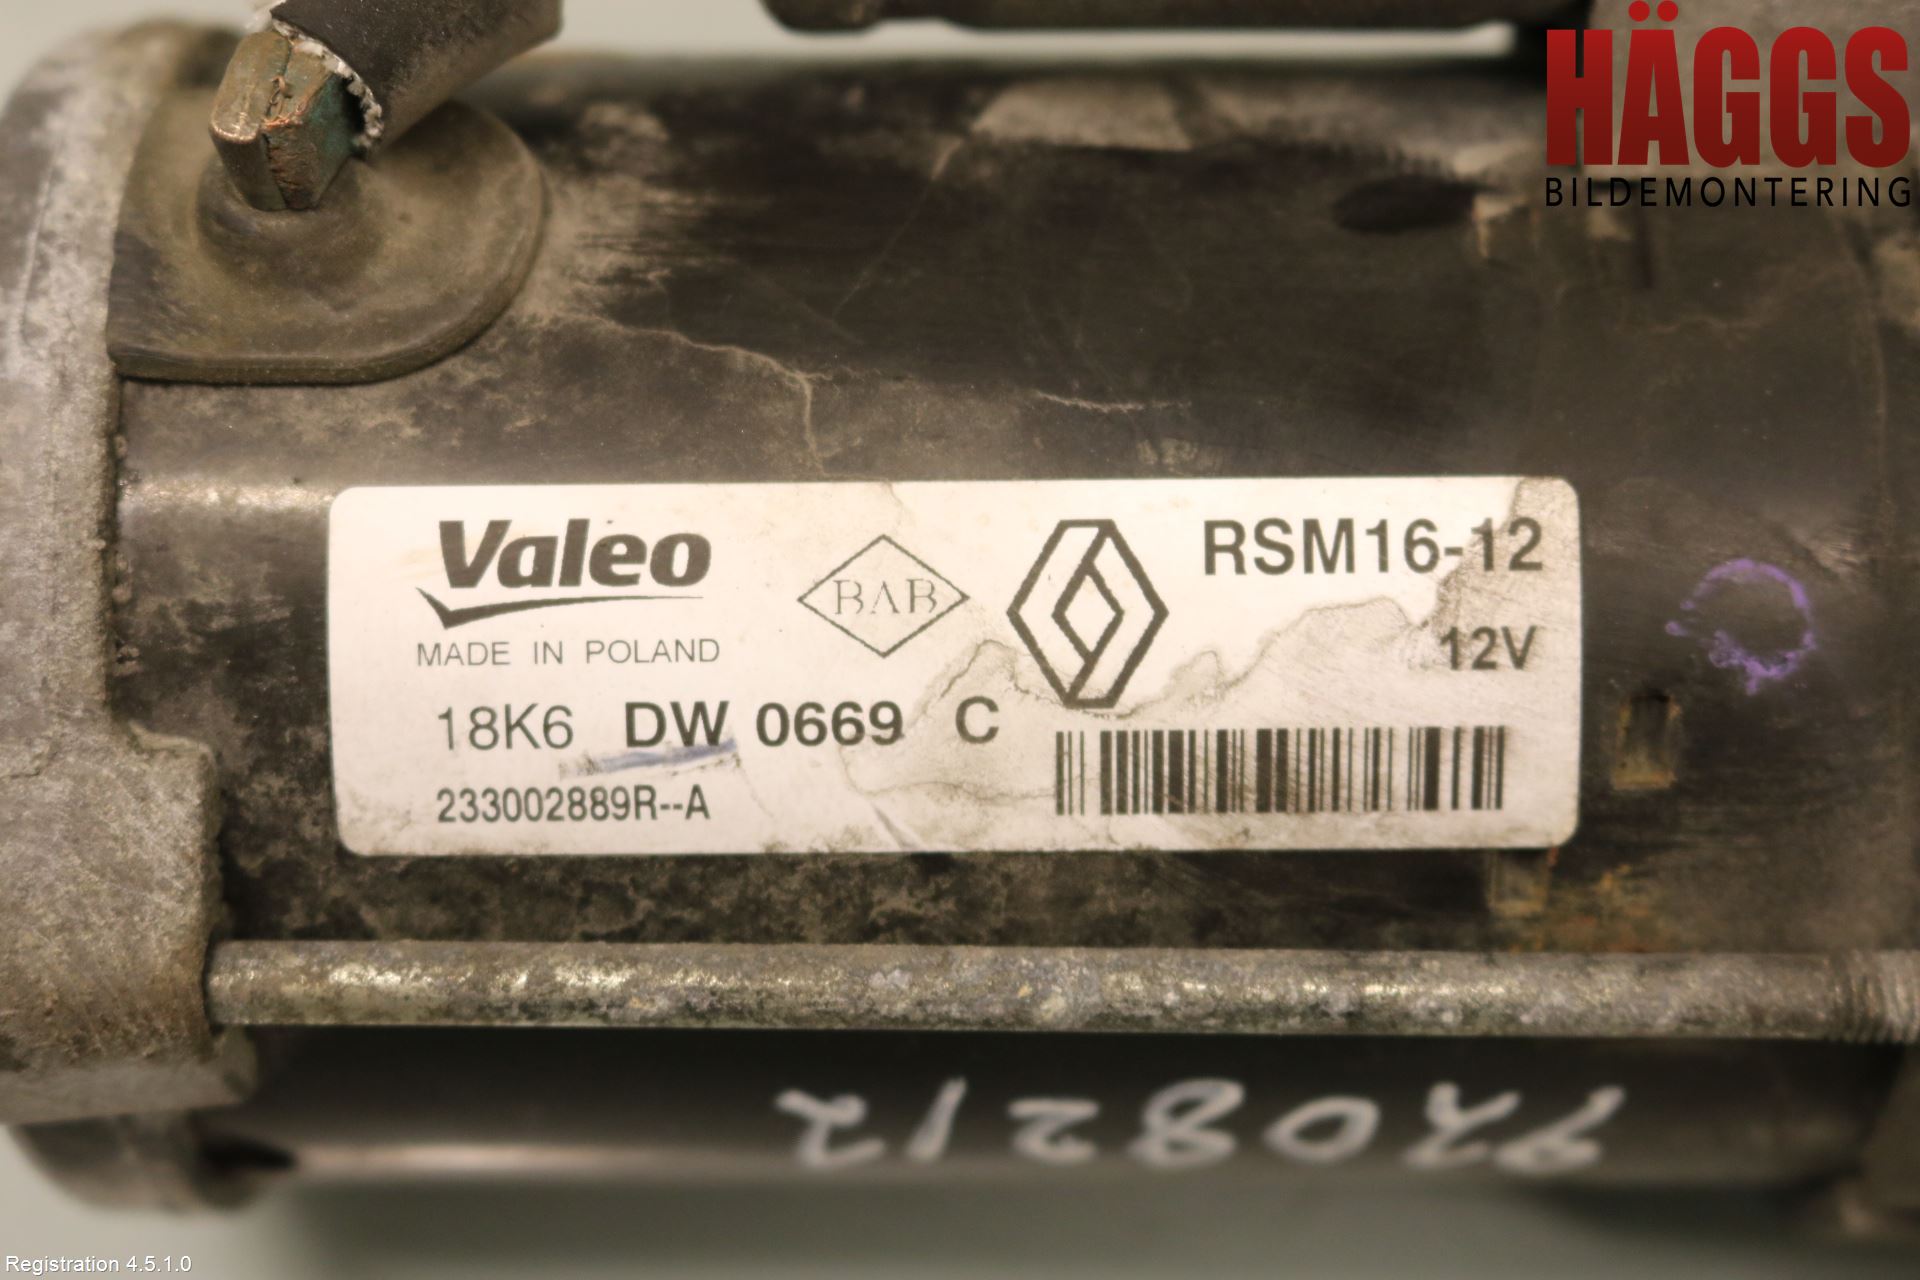 HÄGGS
BILDEMONTERING
Valeo
MADE IN POLAND
BAB
RSM16-12
12V
18K6 DW 0669 C
233002889R--A
Registration 4.5.1.0